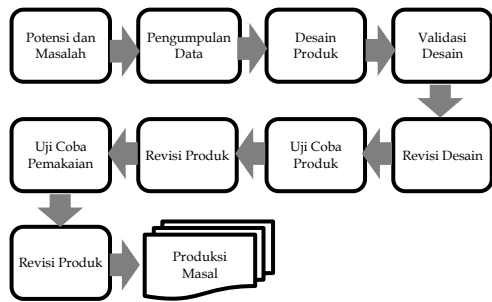 Potensi dan
Masalah
Pengumpulan
Data
Desain
Produk
Validasi
Desain
Revisi Desain
Uji Coba
Produk
Revisi Produk
Uji Coba
Pemakaian
Revisi Produk
Produksi
Masal